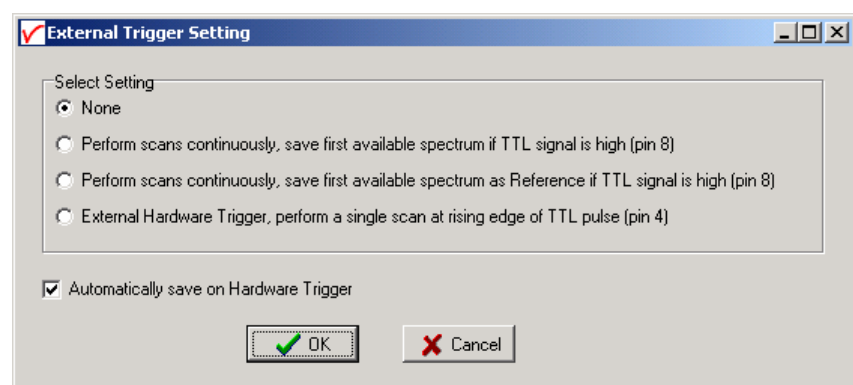 External Trigger Setting
Select Setting
None
Perform scans continuously, save first available spectrum if TTL signal is high (pin 8)
Perform scans continuously, save first available spectrum as Reference if TTL signal is high (pin 8)
External Hardware Trigger, perform a single scan at rising edge of TTL pulse (pin 4)
Automatically save on Hardware Trigger
OK Cancel